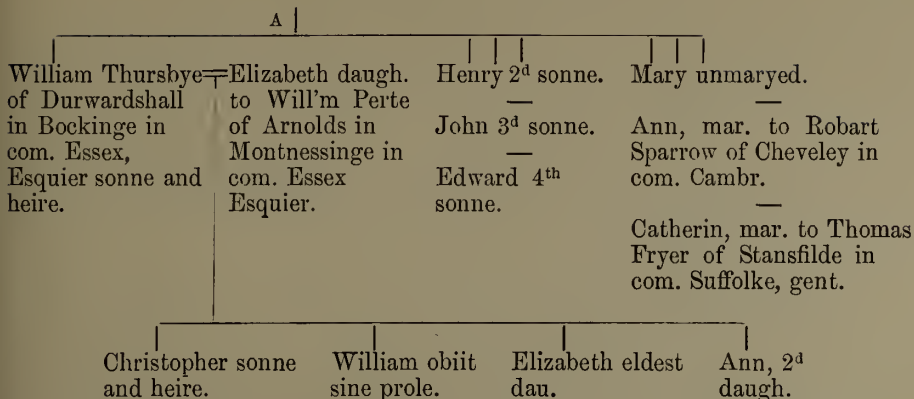 A
William Thursbye
of Durwardshall
in Bockinge in
com. Essex,
Esquier sonne and
heire.
Elizabeth daugh.
to Will'm Perte
of Arnolds in
Montnessinge in
com. Essex
Esquier.
Henry 2d sonne.
—
John 3d sonne.
—
Edward 4th
sonne.
Mary unmaryed.
—
Ann, mar. to Robart
Sparrow of Cheveley in
com. Cambr.
—
Catherin, mar. to Thomas
Fryer of Stansfilde in
com. Suffolke, gent.
Christopher sonne
and heire.
William obiit
sine prole.
Elizabeth eldest
dau.
Ann, 2d
daugh.